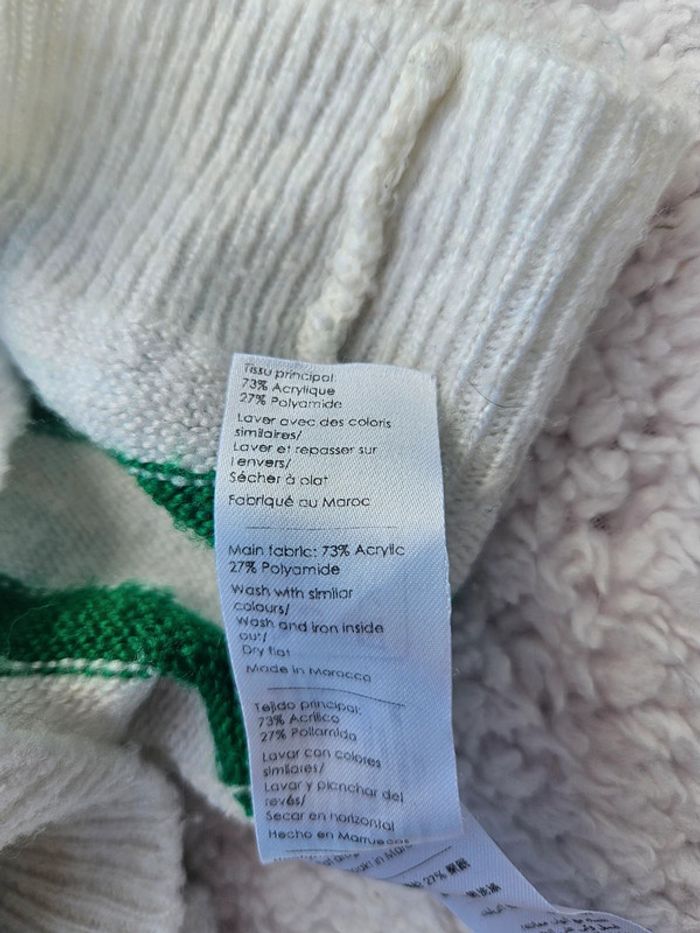 Tissu principal:
73% Acrylique
27% Polyamide
Laver avec des coloris
similaires/
Laver et repasser sur
l'envers/
Sécher à plat
Fabriqué au Maroc
Main fabric: 73% Acrylic
27% Polyamide
Wash with similar
colours/
Wash and iron inside
out/
Dry flat
Made in Marocco
Tejido principal:
73% Acrílico
27% Poliamida
Lavar con colores
similares/
Lavar y planchar del
revés/
Secar en horizontal
Hecho en Marruecos
27%